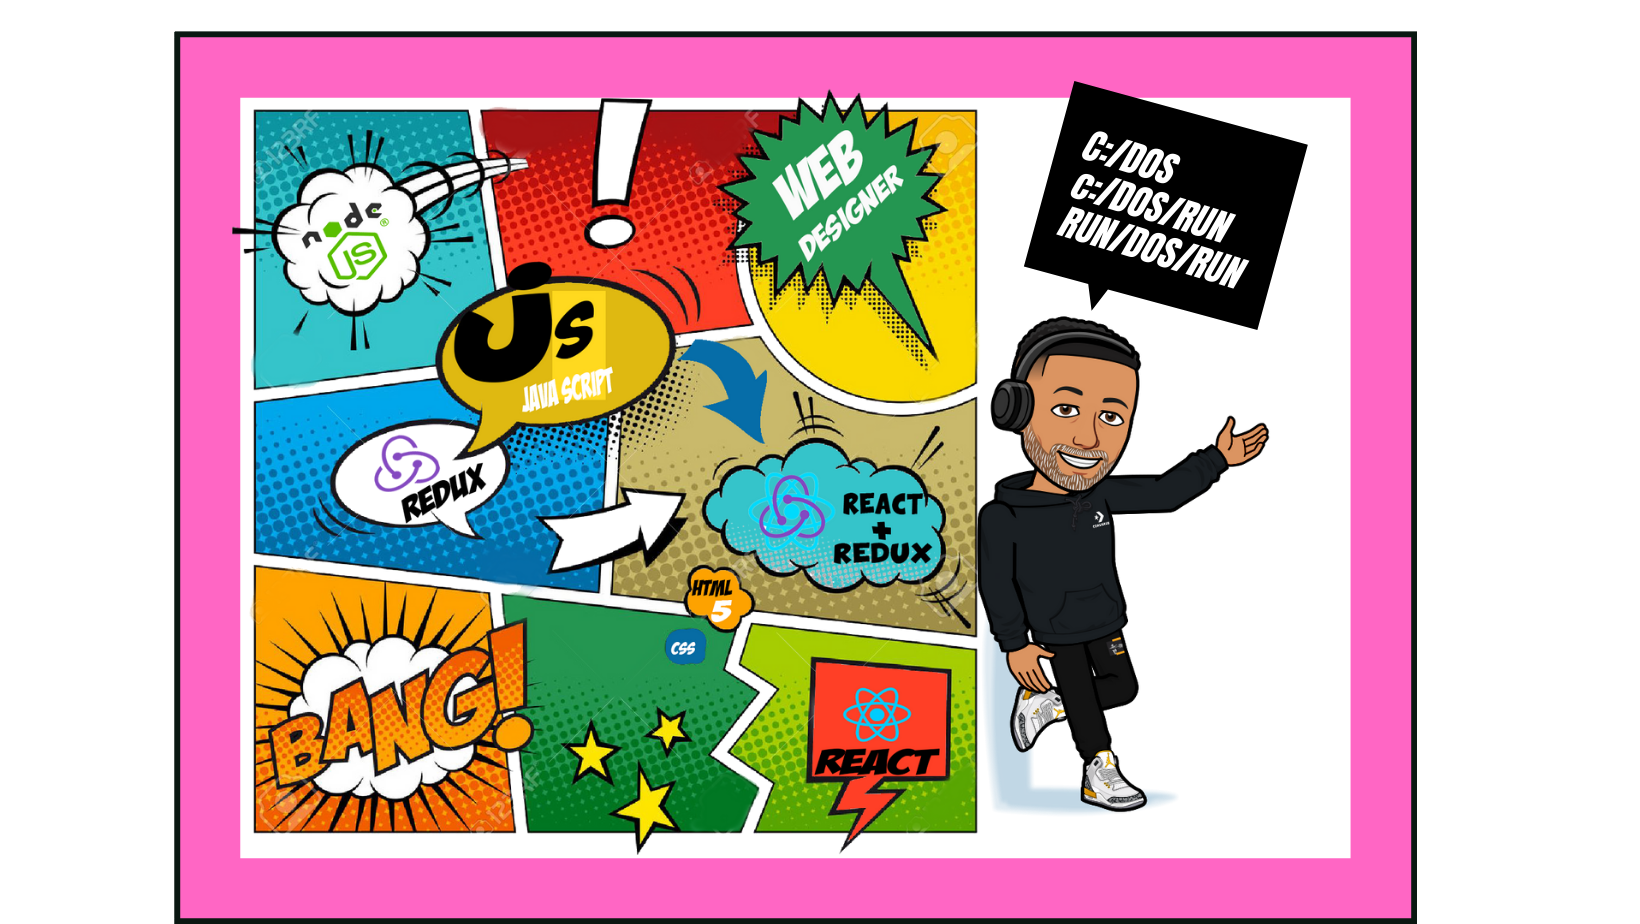 node
JS
®
!
WEB
DESIGNER
C:/DOS
C:/DOS/RUN
RUN/DOS/RUN
JS
JAVA SCRIPT
REDUX
REACT
+
REDUX
HTML
5
CSS
BANG!
REACT
CONVERSE